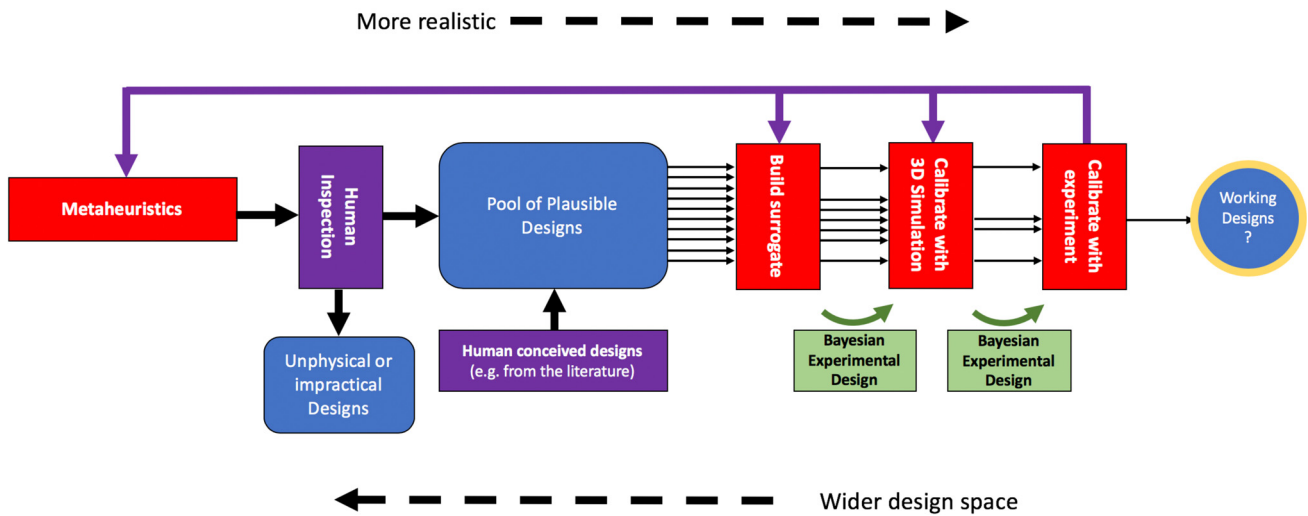 More realistic
Metaheuristics
Human
Inspection
Pool of Plausible
Designs
Build surrogate
Calibrate with
3D Simulation
Calibrate with
experiment
Working
Designs
?
Unphysical or
impractical
Designs
Human conceived designs
(e.g. from the literature)
Bayesian
Experimental
Design
Bayesian
Experimental
Design
Wider design space